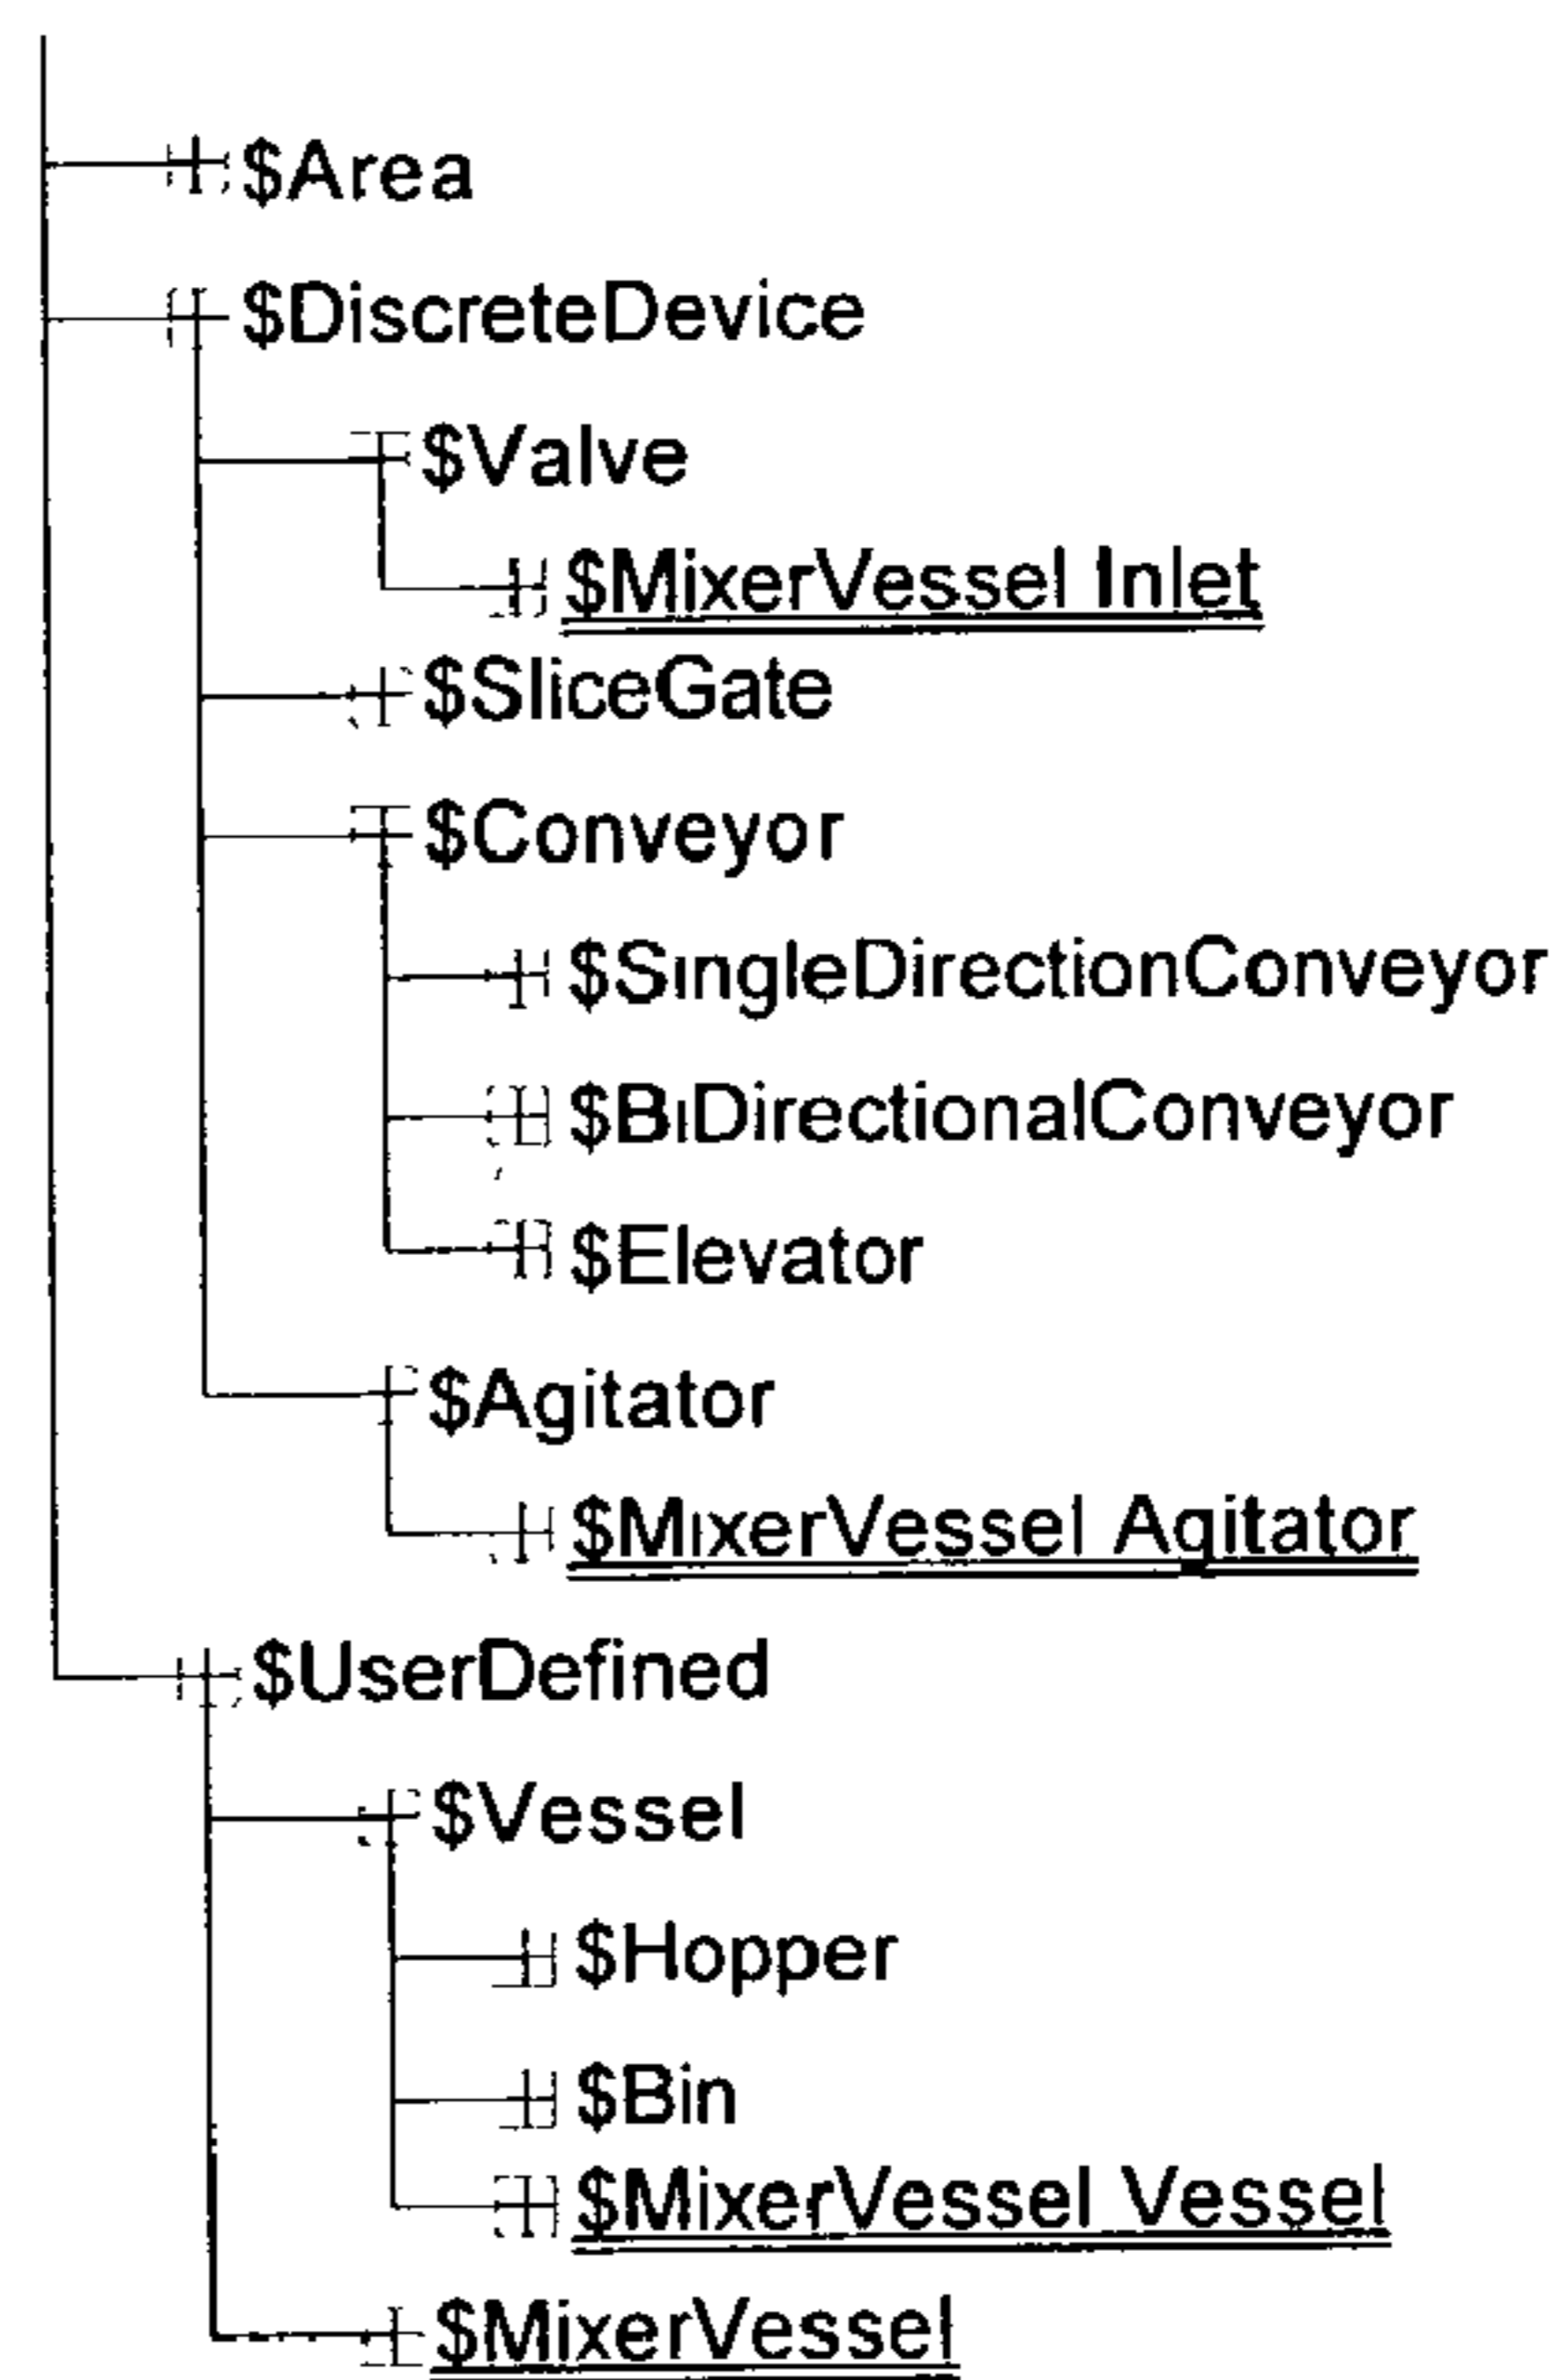 $Area
$DiscreteDevice
$Valve
$MixerVessel Inlet
$SliceGate
$Conveyor
$SingleDirectionConveyor
$BiDirectionalConveyor
$Elevator
$Agitator
$MixerVessel Agitator
$UserDefined
$Vessel
$Hopper
$Bin
$MixerVessel Vessel
$MixerVessel